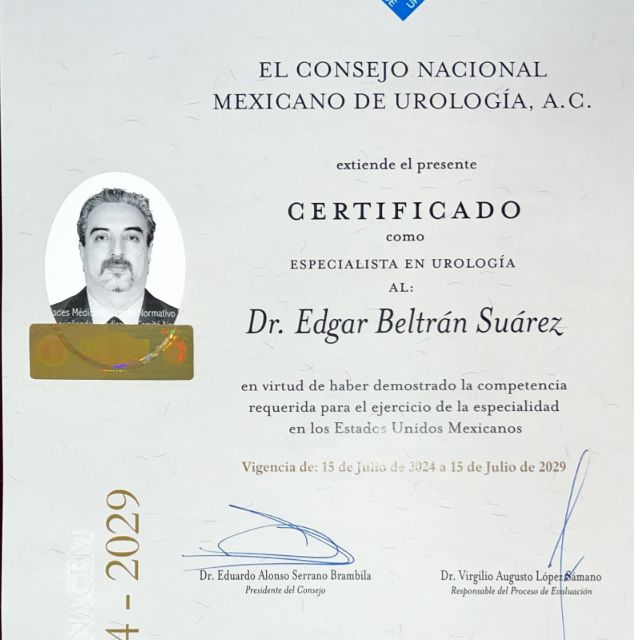 EL CONSEJO NACIONAL
MEXICANO DE UROLOGÍA, A.C.
extiende el presente
CERTIFICADO
como
ESPECIALISTA EN UROLOGÍA
AL:
Dr. Edgar Beltrán Suárez
en virtud de haber demostrado la competencia
requerida para el ejercicio de la especialidad
en los Estados Unidos Mexicanos
Vigencia de: 15 de Julio de 2024 a 15 de Julio de 2029
Dr. Eduardo Alonso Serrano Brambila
Presidente del Consejo
Dr. Virgilio Augusto López Sámano
Responsable del Proceso de Evaluación
Normativo
4 - 2029